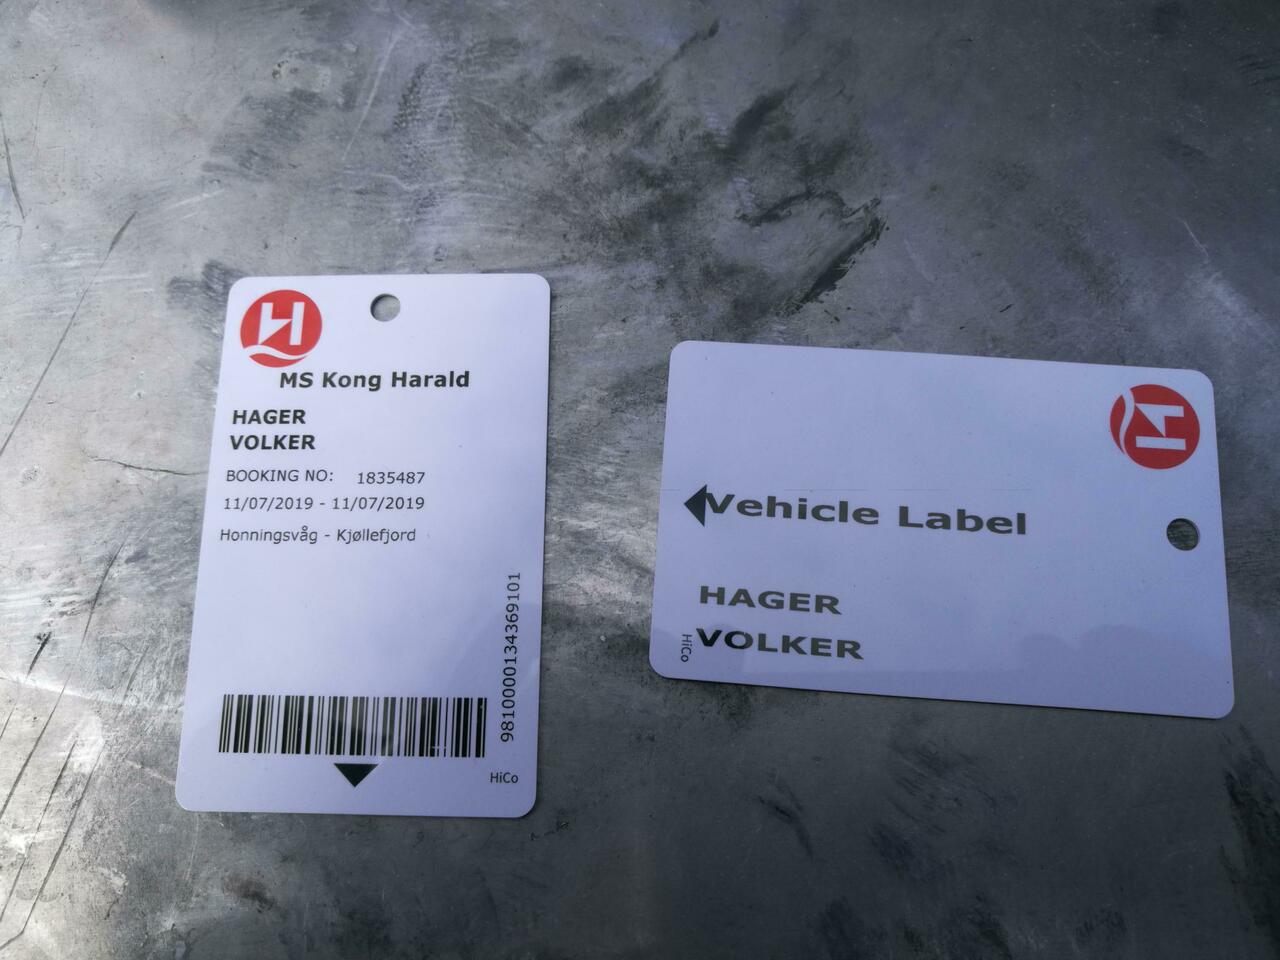 H
MS Kong Harald
HAGER
VOLKER
BOOKING NO: 1835487
11/07/2019 - 11/07/2019
Honningsvåg - Kjøllefjord
9810000134369101
HiCo
H
Vehicle Label
HAGER
VOLKER
HiCo